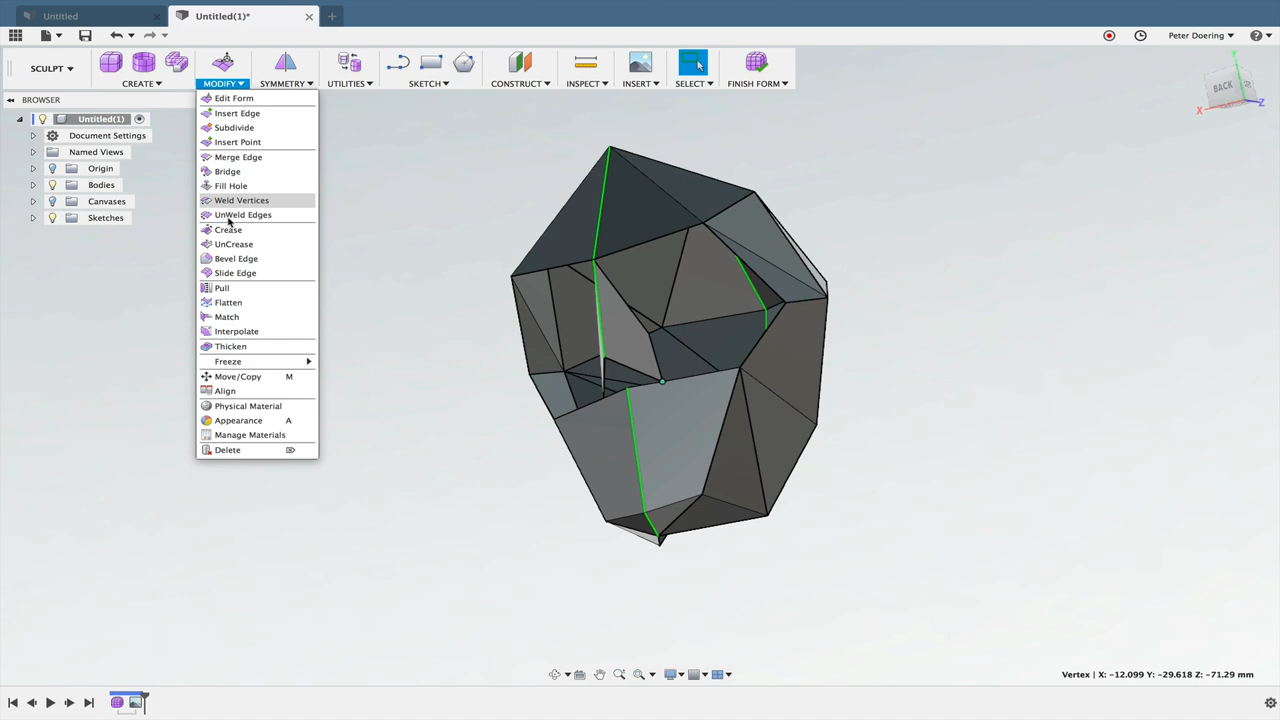 Untitled
Untitled(1)*
Peter Doering
SCULPT
CREATE
MODIFY
SYMMETRY
UTILITIES
SKETCH
CONSTRUCT
INSPECT
INSERT
SELECT
FINISH FORM
BROWSER
Untitled(1)
Document Settings
Named Views
Origin
Bodies
Canvases
Sketches
Edit Form
Insert Edge
Subdivide
Insert Point
Merge Edge
Bridge
Fill Hole
Weld Vertices
UnWeld Edges
Crease
UnCrease
Bevel Edge
Slide Edge
Pull
Flatten
Match
Interpolate
Thicken
Freeze
Move/Copy M
Align
Physical Material
Appearance A
Manage Materials
Delete
BACK
X
Y
Z
Vertex | X: -12.099 Y: -29.618 Z: -71.29 mm